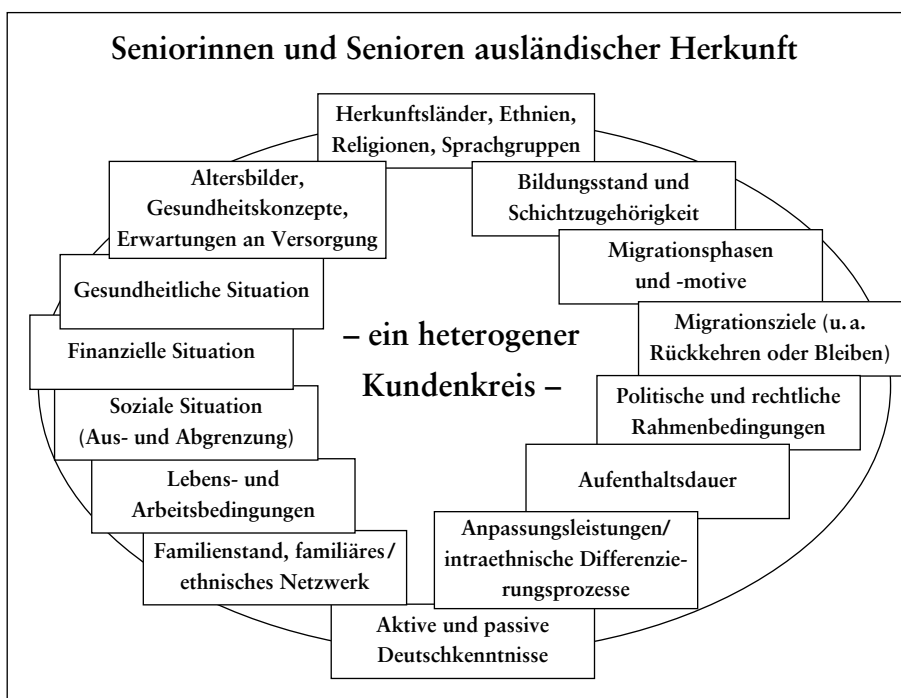 Seniorinnen und Senioren ausländischer Herkunft
Herkunftsländer, Ethnien,
Religionen, Sprachgruppen
Altersbilder,
Gesundheitskonzepte,
Erwartungen an Versorgung
Bildungsstand und
Schichtzugehörigkeit
Migrationsphasen
und -motive
Gesundheitliche Situation
Migrationsziele (u. a.
Rückkehren oder Bleiben)
– ein heterogener
Kundenkreis –
Finanzielle Situation
Politische und rechtliche
Rahmenbedingungen
Soziale Situation
(Aus- und Abgrenzung)
Aufenthaltsdauer
Lebens- und
Arbeitsbedingungen
Anpassungsleistungen/
intraethnische Differenzie-
rungsprozesse
Familienstand, familiäres/
ethnisches Netzwerk
Aktive und passive
Deutschkenntnisse